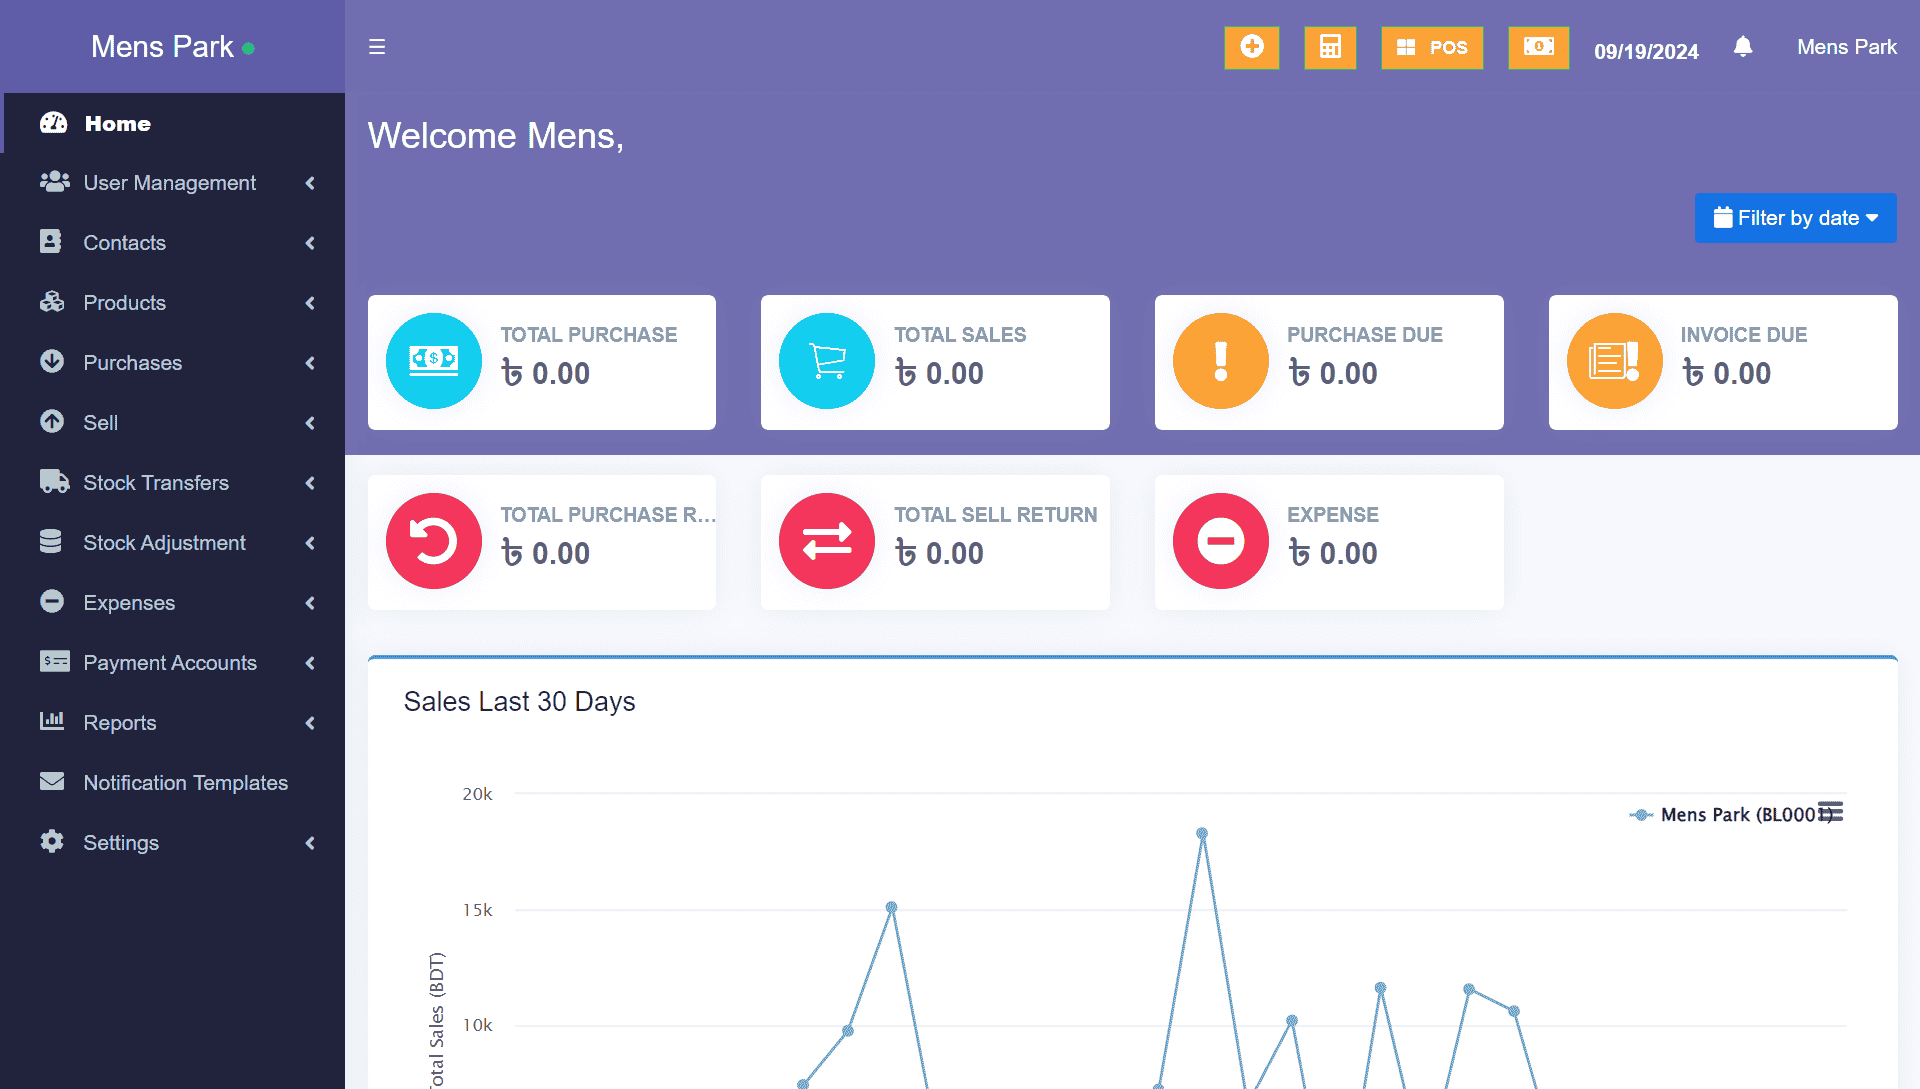 Mens Park
POS
09/19/2024
Mens Park
Home
User Management
Contacts
Products
Purchases
Sell
Stock Transfers
Stock Adjustment
Expenses
Payment Accounts
Reports
Notification Templates
Settings
Welcome Mens,
Filter by date
TOTAL PURCHASE
৳ 0.00
TOTAL SALES
৳ 0.00
PURCHASE DUE
৳ 0.00
INVOICE DUE
৳ 0.00
TOTAL PURCHASE R...
৳ 0.00
TOTAL SELL RETURN
৳ 0.00
EXPENSE
৳ 0.00
Sales Last 30 Days
20k
15k
10k
Total Sales (BDT)
Mens Park (BL0001)